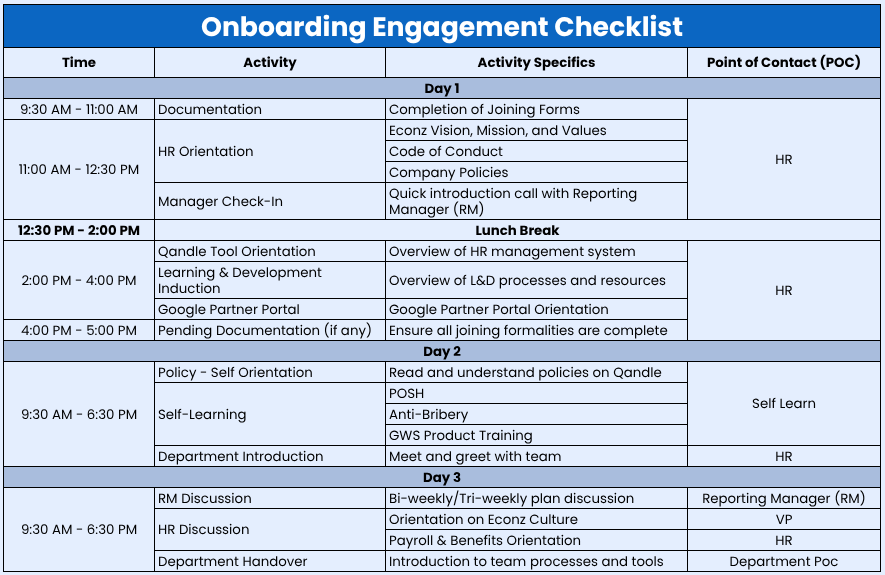 Onboarding Engagement Checklist
Time Activity Activity Specifics Point of Contact (POC)
Day 1
9:30 AM - 11:00 AM Documentation Completion of Joining Forms
HR
11:00 AM - 12:30 PM
HR Orientation
Econz Vision, Mission, and Values
Code of Conduct
Company Policies
Manager Check-In
Quick introduction call with Reporting
Manager (RM)
12:30 PM - 2:00 PM Lunch Break
2:00 PM - 4:00 PM
Qandle Tool Orientation Overview of HR management system
HR
Learning & Development
Induction
Overview of L&D processes and resources
Google Partner Portal Google Partner Portal Orientation
4:00 PM - 5:00 PM Pending Documentation (if any) Ensure all joining formalities are complete
Day 2
9:30 AM - 6:30 PM
Policy - Self Orientation Read and understand policies on Qandle
Self Learn
Self-Learning
POSH
Anti-Bribery
GWS Product Training
Department Introduction Meet and greet with team HR
Day 3
9:30 AM - 6:30 PM
RM Discussion Bi-weekly/Tri-weekly plan discussion Reporting Manager (RM)
HR Discussion
Orientation on Econz Culture VP
Payroll & Benefits Orientation HR
Department Handover Introduction to team processes and tools Department Poc